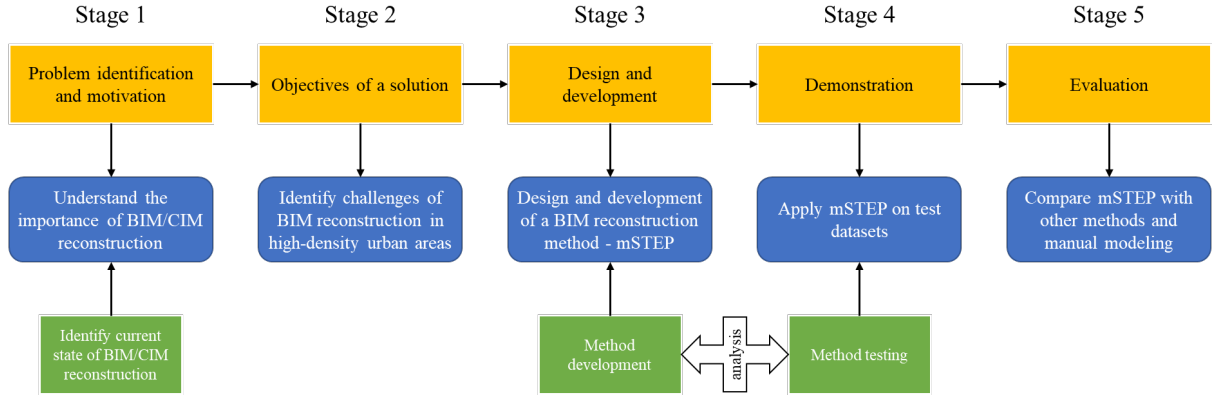 Stage 1
Stage 2
Stage 3
Stage 4
Stage 5
Problem identification
and motivation
Objectives of a solution
Design and
development
Demonstration
Evaluation
Understand the
importance of BIM/CIM
reconstruction
Identify challenges of
BIM reconstruction in
high-density urban areas
Design and development
of a BIM reconstruction
method - mSTEP
Apply mSTEP on test
datasets
Compare mSTEP with
other methods and
manual modeling
Identify current
state of BIM/CIM
reconstruction
Method
development
analysis
Method testing